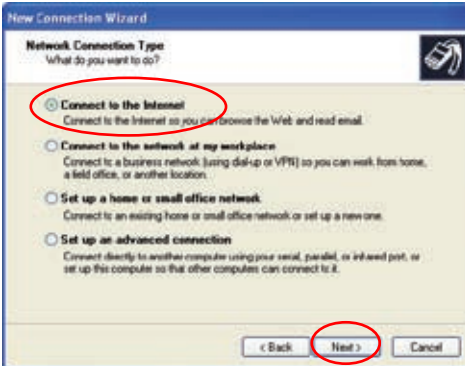 New Connection Wizard
Network Connection Type
What do you want to do?
Connect to the Internet
Connect to the Internet so you can browse the Web and read email.
Connect to the network at my workplace
Connect to a business network (using dial-up or VPN) so you can work from home,
a field office, or another location.
Set up a home or small office network
Connect to an existing home or small office network or set up a new one.
Set up an advanced connection
Connect directly to another computer using your serial, parallel, or infrared port, or
set up this computer so that other computers can connect to it.
< Back Next > Cancel